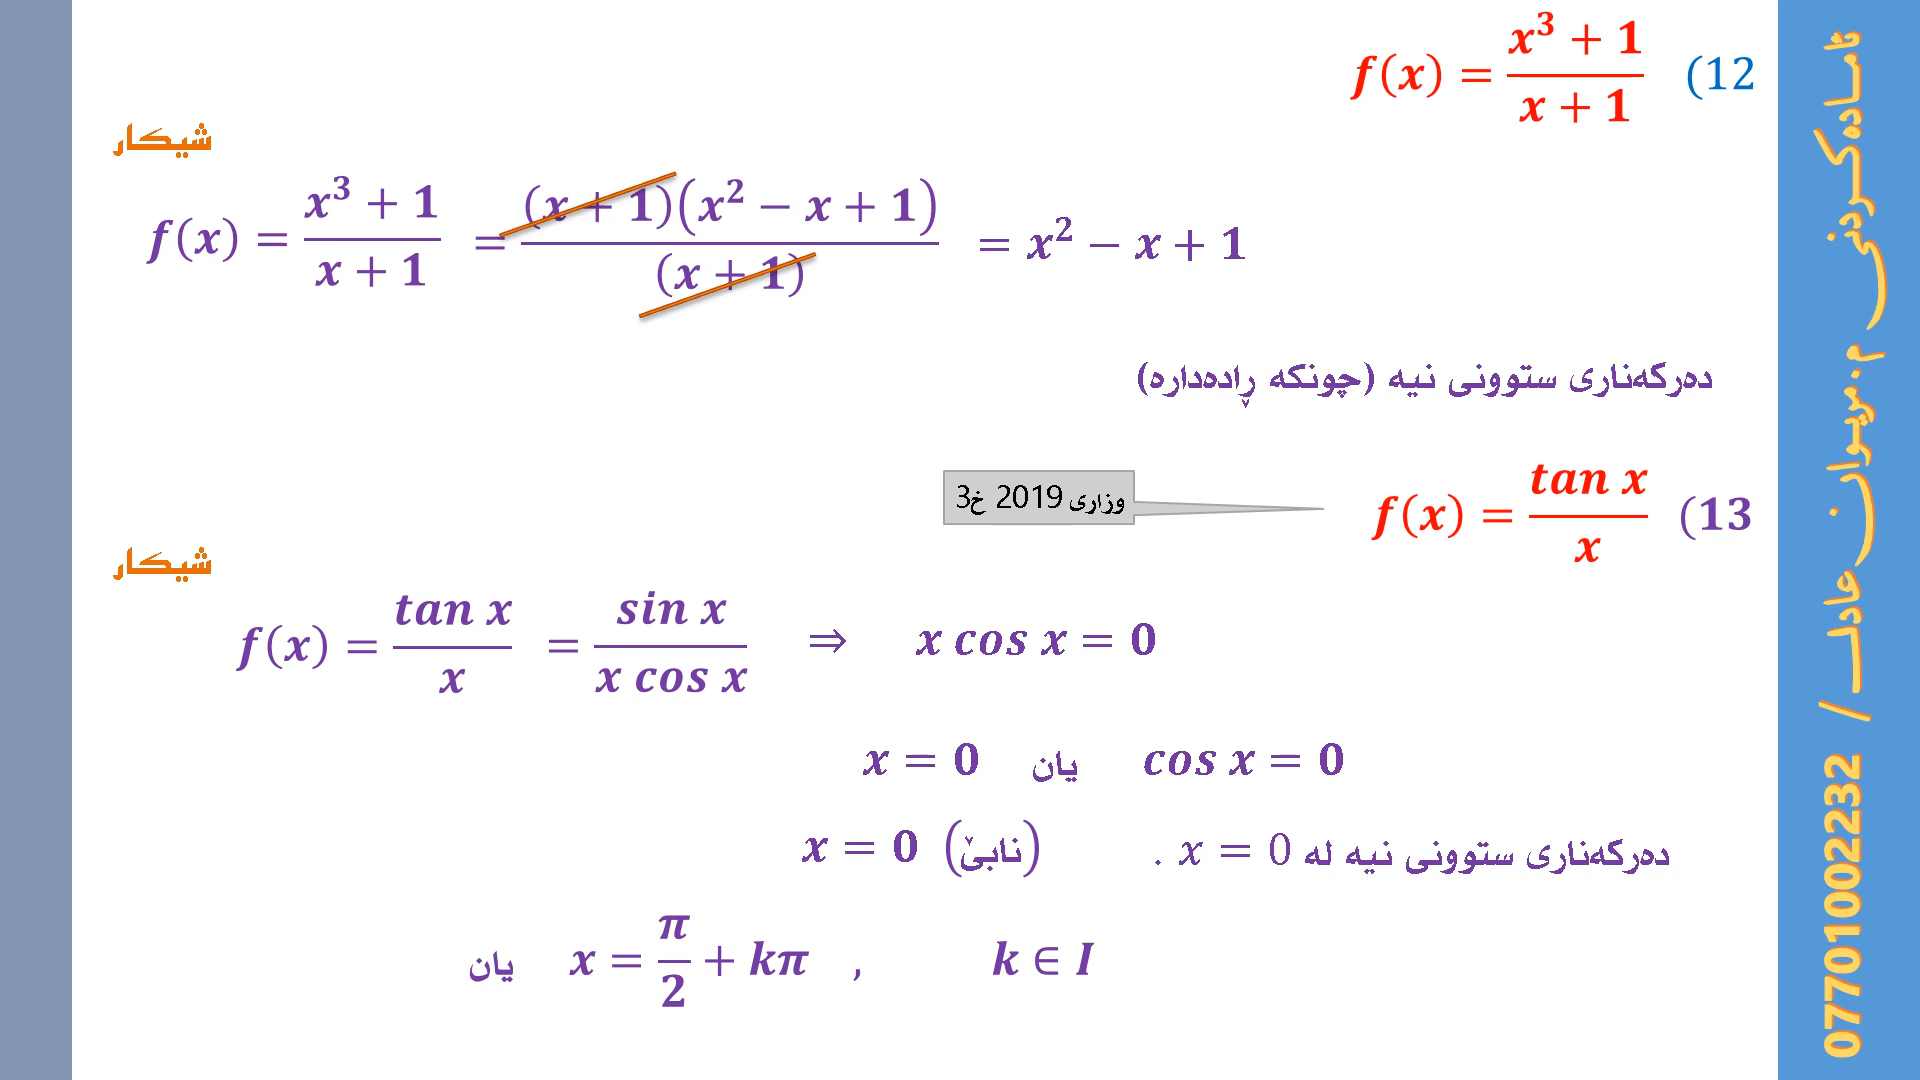 12) f(x) = (x³ + 1)/(x + 1)
شیکار
f(x) = (x³ + 1)/(x + 1) = (x + 1)(x² − x + 1)/(x + 1) = x² − x + 1
دەرکەناری ستوونی نیە (چونکە ڕادەدارە)
13) f(x) = tan x/x
وزاری 2019 خ3
شیکار
f(x) = tan x/x = sin x/(x cos x) ⇒ x cos x = 0
x = 0 یان cos x = 0
x = 0 (نابێ) دەرکەناری ستوونی نیە لە x = 0 .
یان x = π/2 + kπ , k ∈ I
ئامادەکردنی م.مریوان عادل / 07701002232